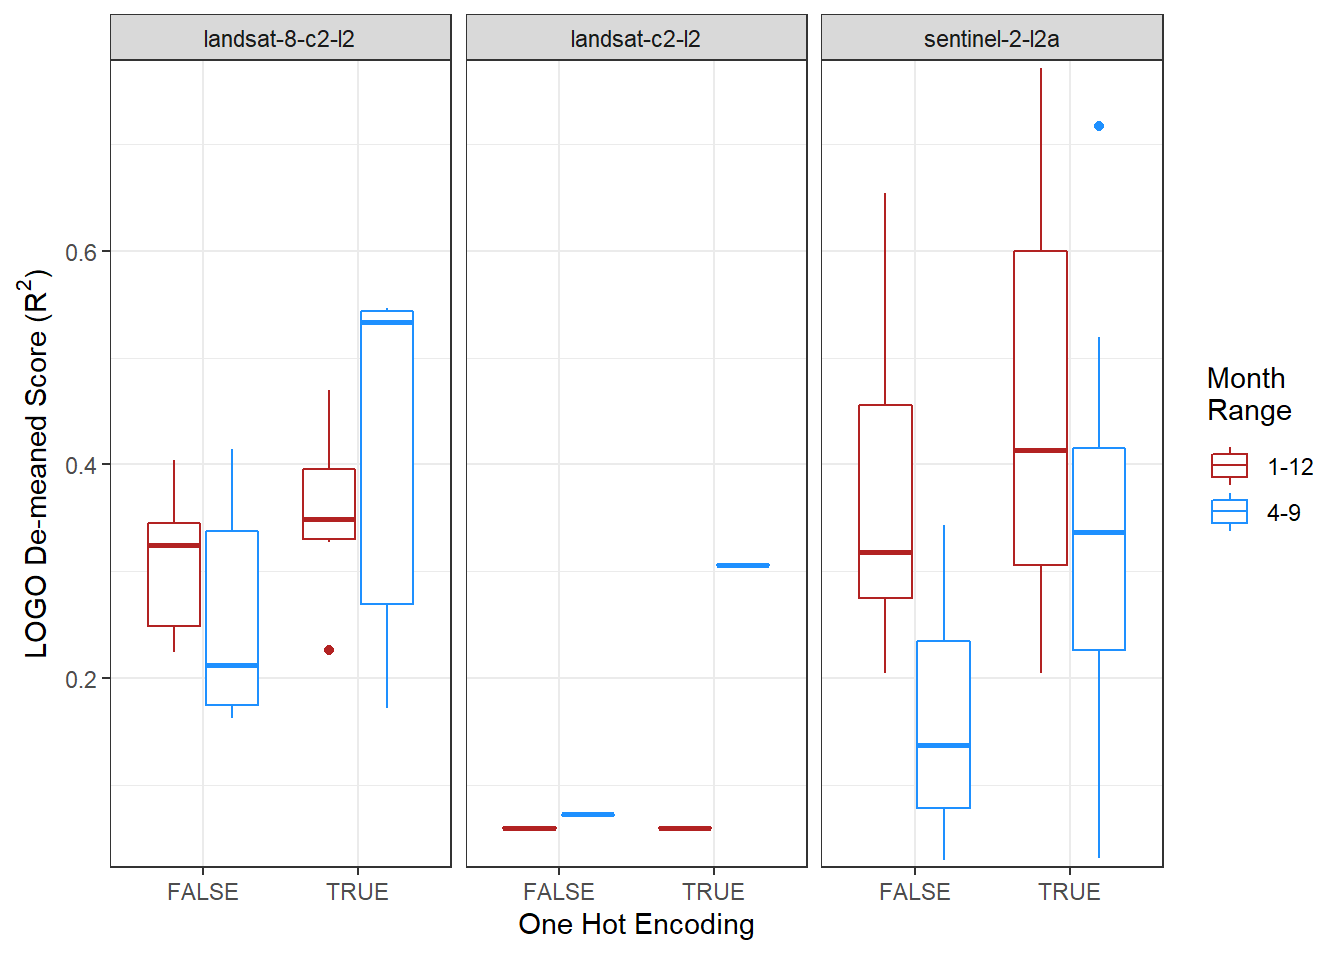 landsat-8-c2-l2
landsat-c2-l2
sentinel-2-l2a
LOGO De-meaned Score (R²)
0.6
0.4
0.2
FALSE
TRUE
FALSE
TRUE
FALSE
TRUE
One Hot Encoding
Month
Range
1-12
4-9